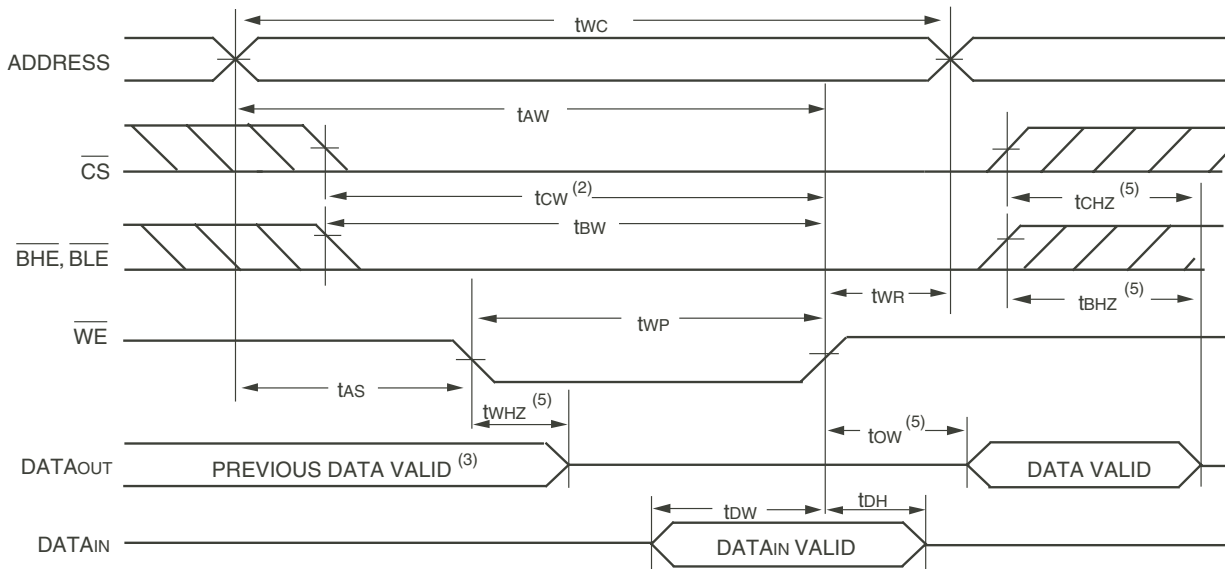 tWC
ADDRESS
tAW
CS
tCW (2)
tCHZ (5)
tBW
BHE, BLE
tWR
tBHZ (5)
tWP
WE
tAS
tWHZ (5)
tOW (5)
DATAOUT
PREVIOUS DATA VALID (3)
DATA VALID
tDW
tDH
DATAIN
DATAIN VALID